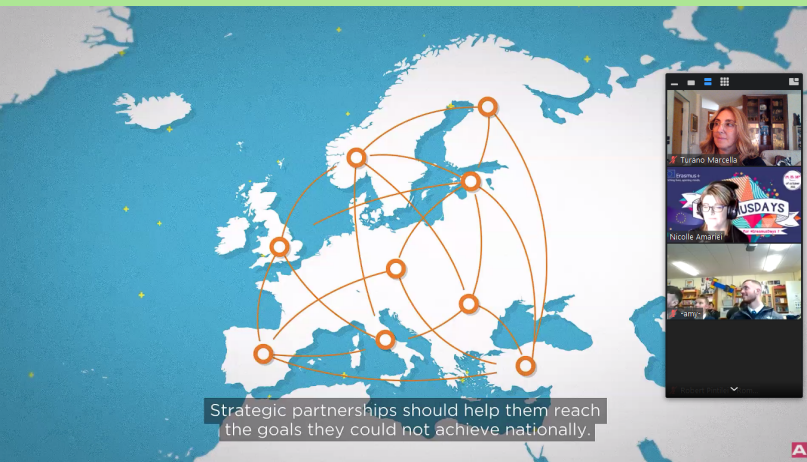 Turano Marcella
Erasmus+
USDAYS
Nicolle Amariei
-amy-
Strategic partnerships should help them reach
the goals they could not achieve nationally.
A